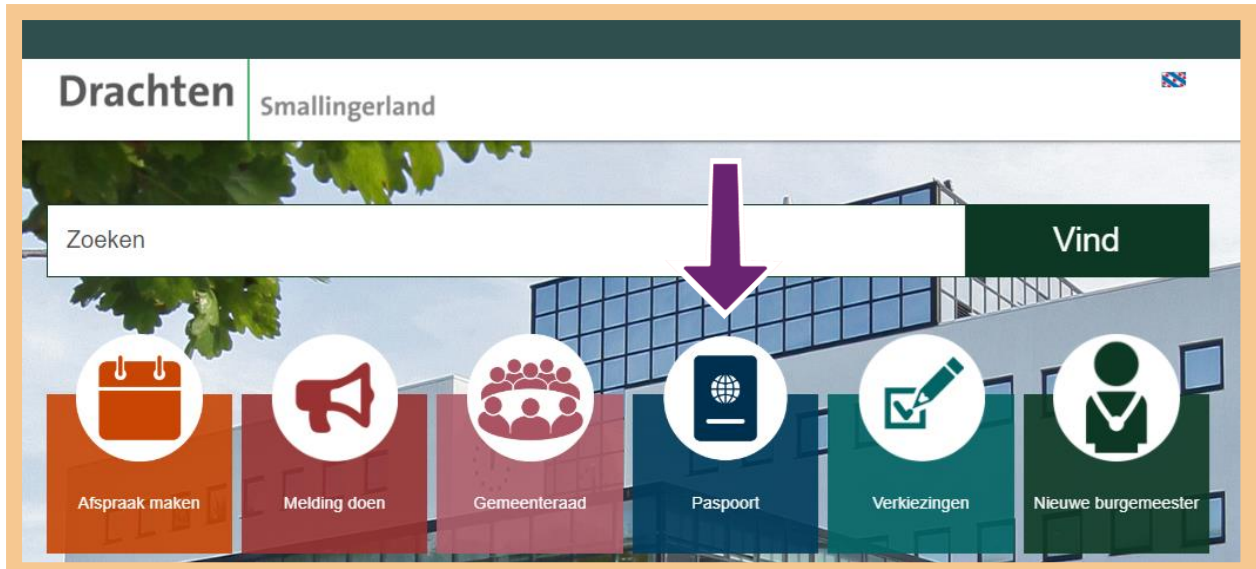 Drachten
Smallingerland
Zoeken
Vind
Afspraak maken
Melding doen
Gemeenteraad
Paspoort
Verkiezingen
Nieuwe burgemeester